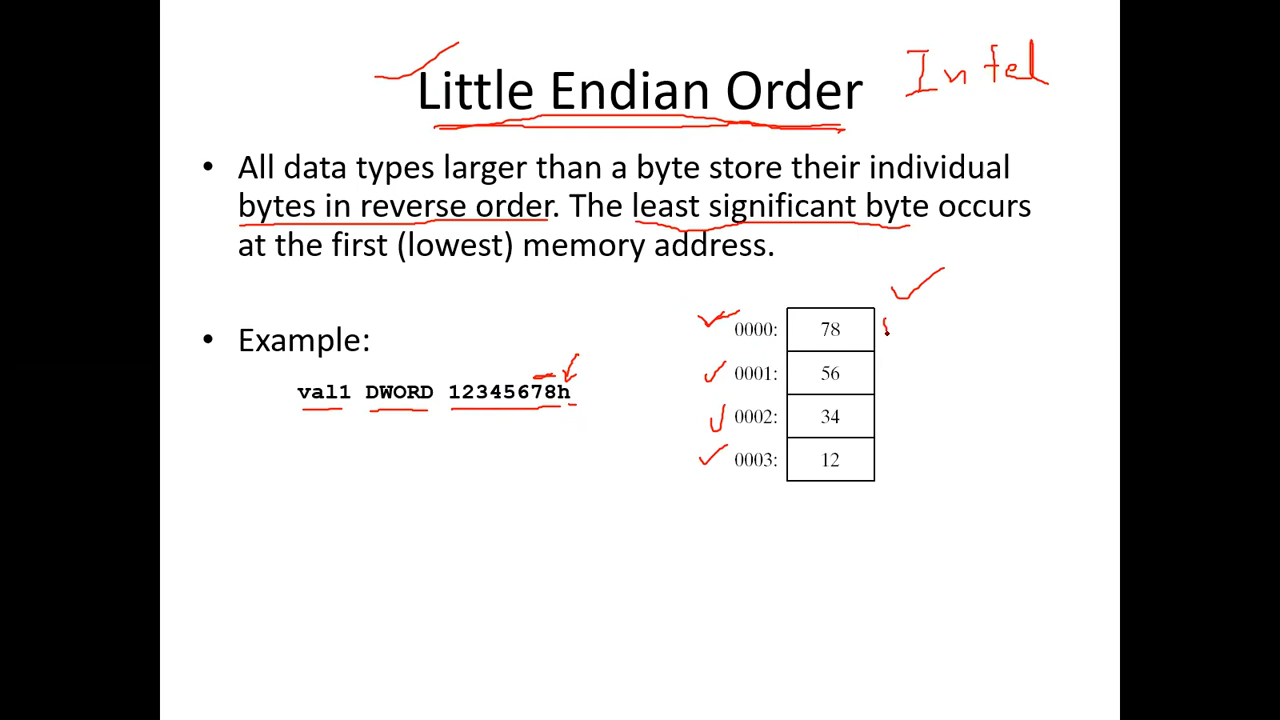 Intel
Little Endian Order
• All data types larger than a byte store their individual
bytes in reverse order. The least significant byte occurs
at the first (lowest) memory address.
• Example:
val1 DWORD 12345678h
0000: 78
0001: 56
0002: 34
0003: 12